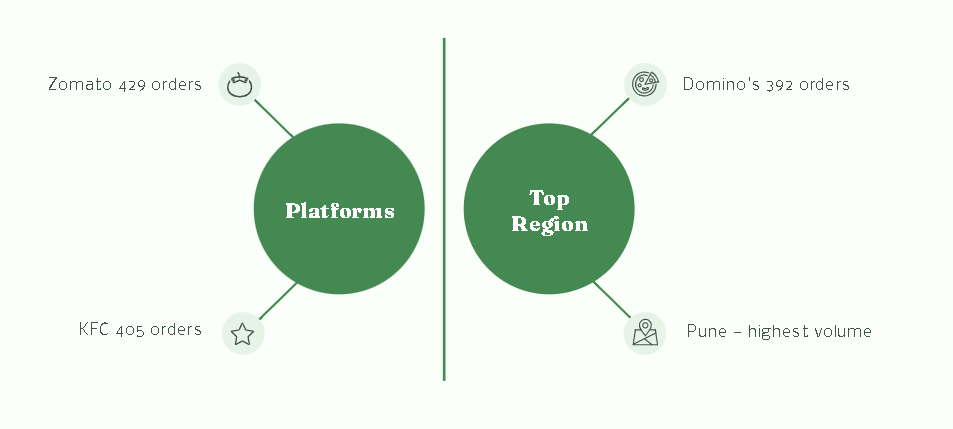 Zomato 429 orders
Platforms
KFC 405 orders
Domino's 392 orders
Top
Region
Pune – highest volume